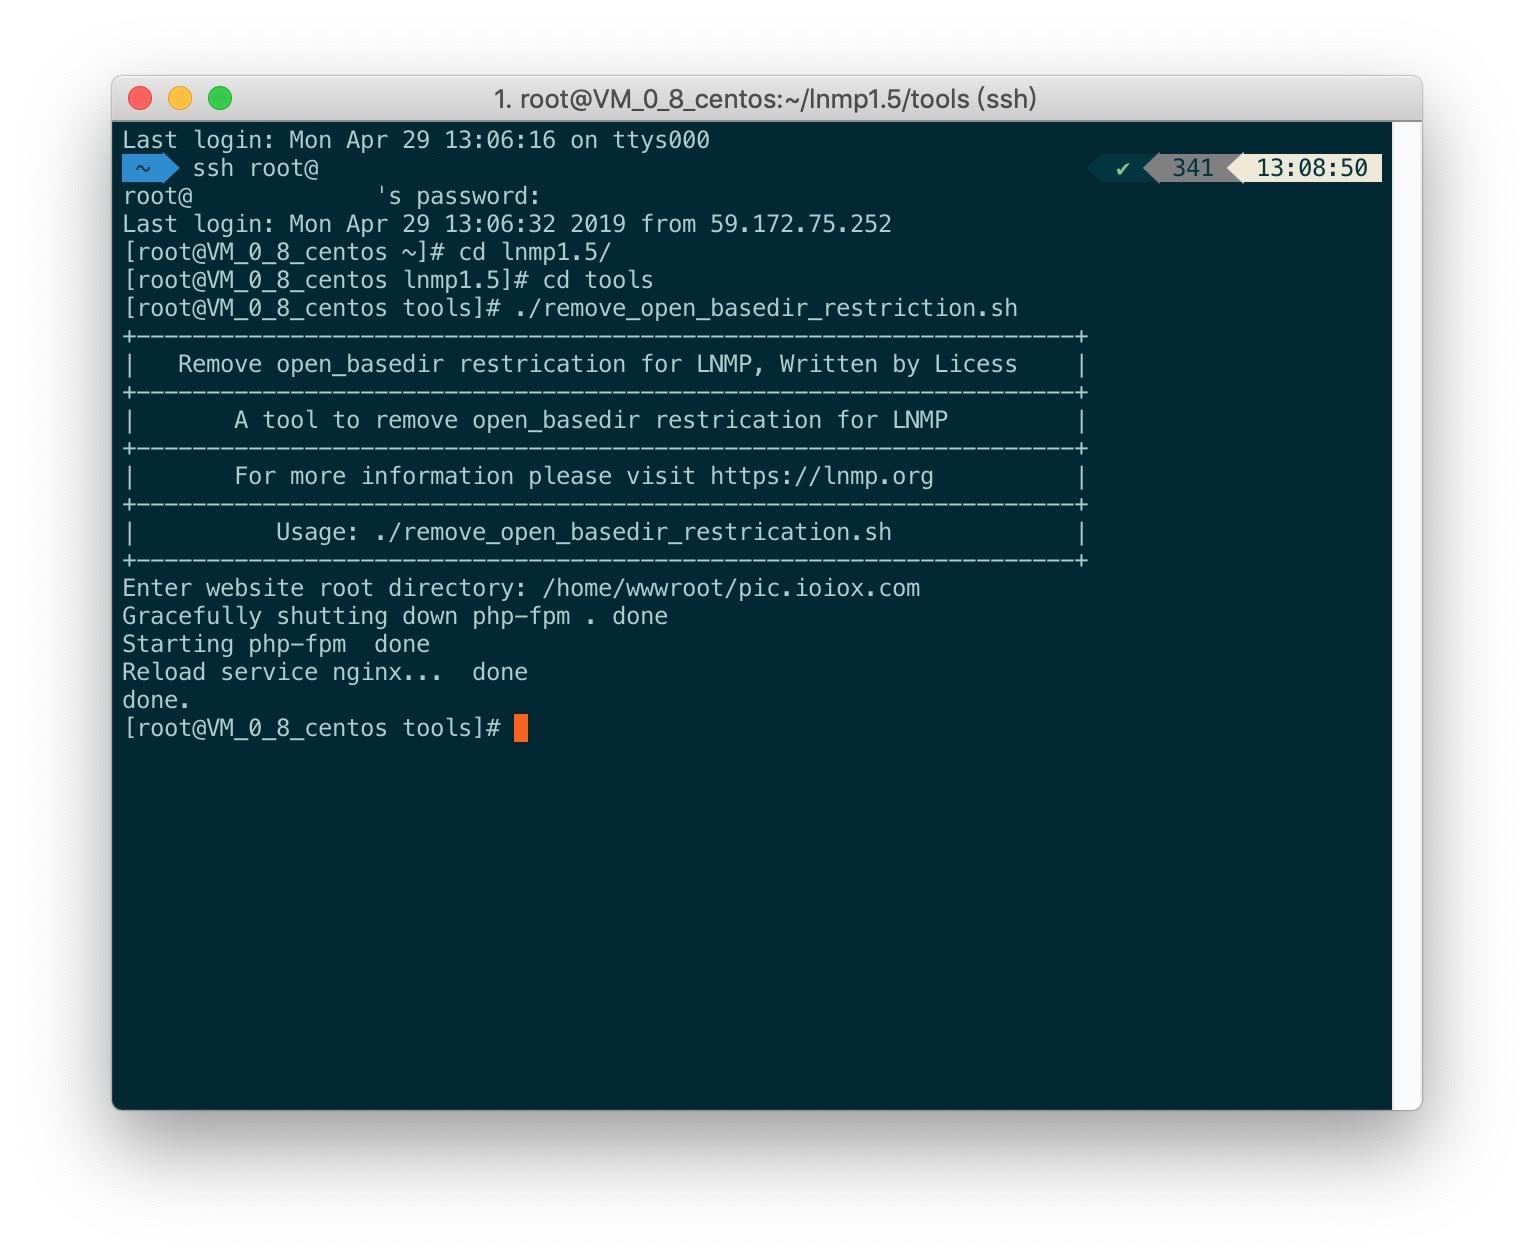 1. root@VM_0_8_centos:~/lnmp1.5/tools (ssh)
Last login: Mon Apr 29 13:06:16 on ttys000
~ ssh root@ ✔ 341 13:08:50
root@ 's password:
Last login: Mon Apr 29 13:06:32 2019 from 59.172.75.252
[root@VM_0_8_centos ~]# cd lnmp1.5/
[root@VM_0_8_centos lnmp1.5]# cd tools
[root@VM_0_8_centos tools]# ./remove_open_basedir_restriction.sh
+-------------------------------------------------------------------+
| Remove open_basedir restrication for LNMP, Written by Licess |
+-------------------------------------------------------------------+
| A tool to remove open_basedir restrication for LNMP |
+-------------------------------------------------------------------+
| For more information please visit https://lnmp.org |
+-------------------------------------------------------------------+
| Usage: ./remove_open_basedir_restrication.sh |
+-------------------------------------------------------------------+
Enter website root directory: /home/wwwroot/pic.ioiox.com
Gracefully shutting down php-fpm . done
Starting php-fpm  done
Reload service nginx...  done
done.
[root@VM_0_8_centos tools]#